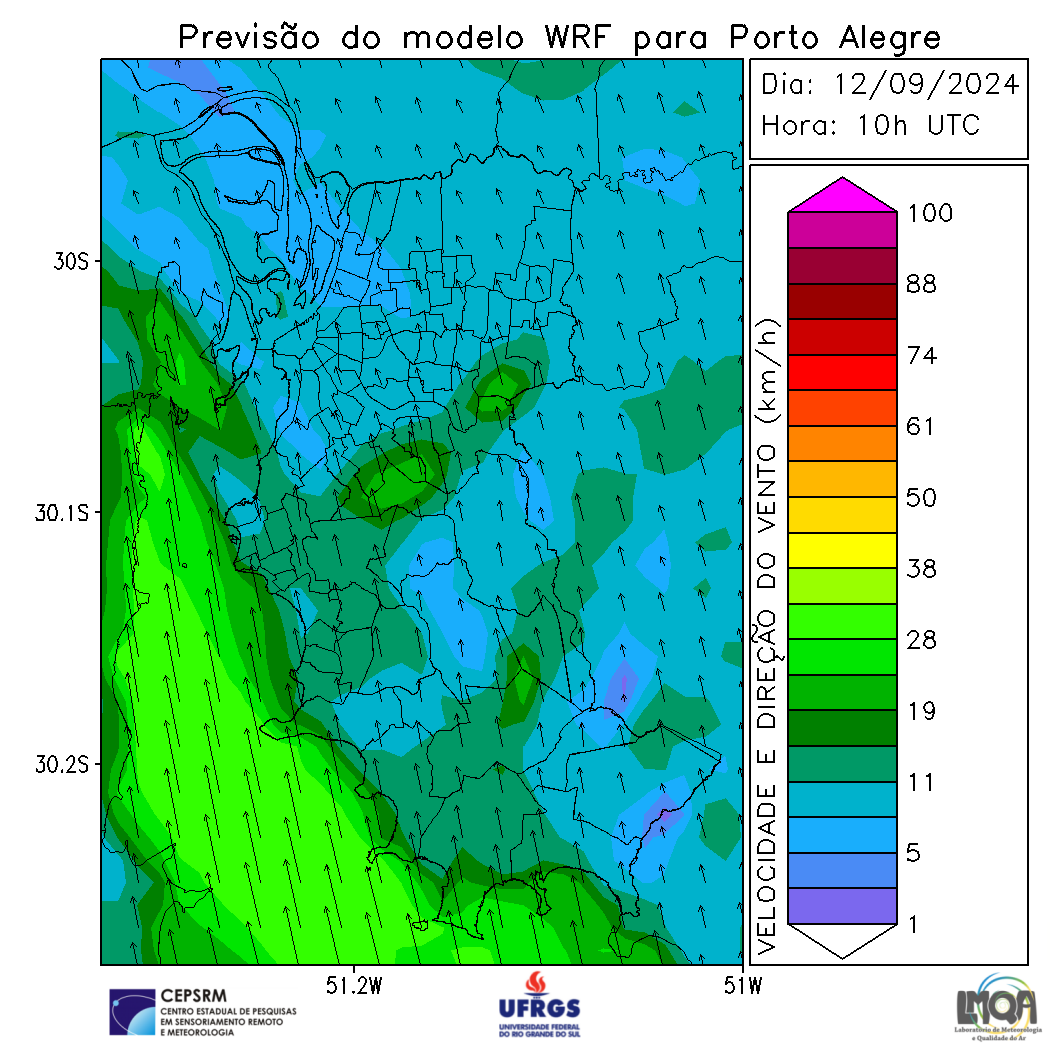 Previsão do modelo WRF para Porto Alegre
Dia: 12/09/2024
Hora: 10h UTC
30S
30.1S
30.2S
51.2W
51W
VELOCIDADE E DIREÇÃO DO VENTO (km/h)
100
88
74
61
50
38
28
19
11
5
1
CEPSRM
CENTRO ESTADUAL DE PESQUISAS
EM SENSORIAMENTO REMOTO
E METEOROLOGIA
UFRGS
UNIVERSIDADE FEDERAL
DO RIO GRANDE DO SUL
LMQA
Laboratório de Meteorologia
e Qualidade do Ar